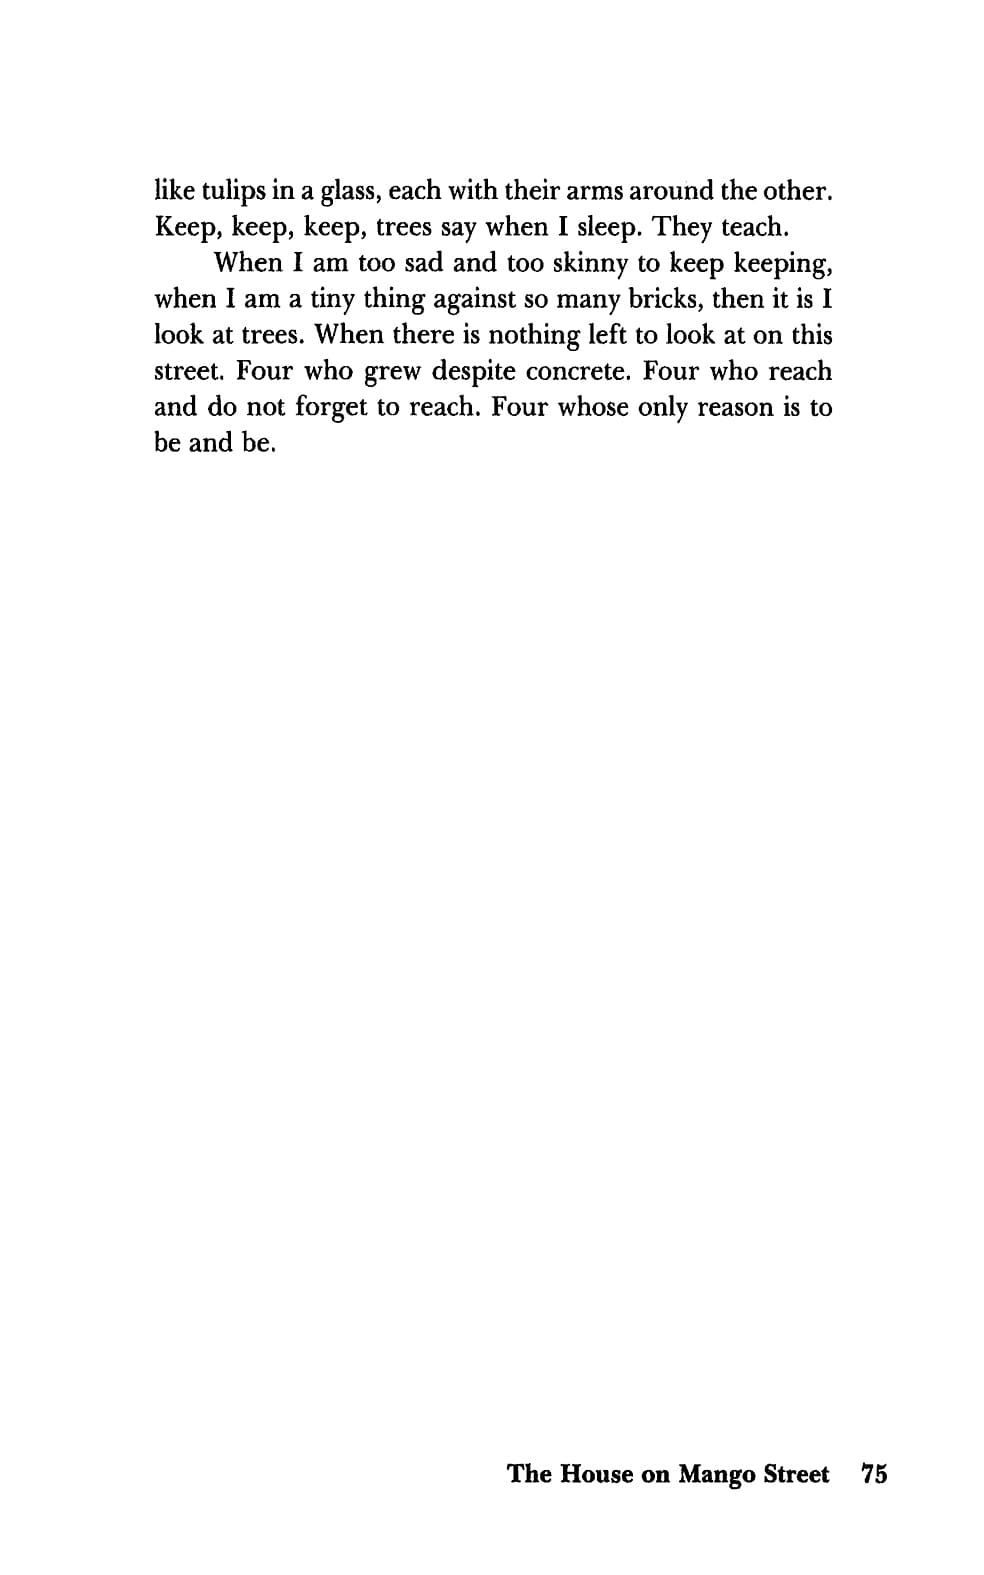 like tulips in a glass, each with their arms around the other.
Keep, keep, keep, trees say when I sleep. They teach.
When I am too sad and too skinny to keep keeping,
when I am a tiny thing against so many bricks, then it is I
look at trees. When there is nothing left to look at on this
street. Four who grew despite concrete. Four who reach
and do not forget to reach. Four whose only reason is to
be and be.
The House on Mango Street 75